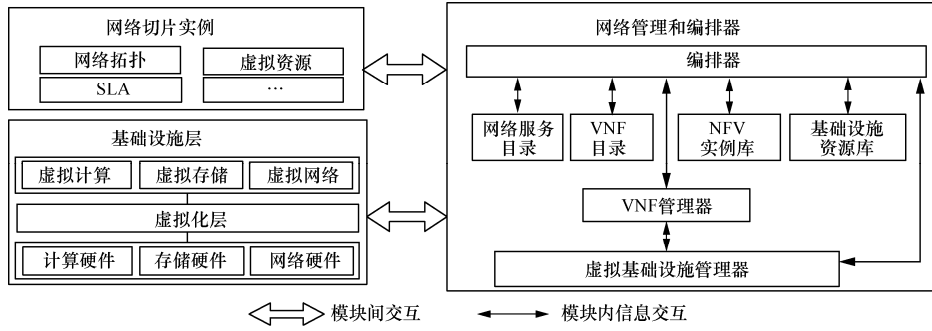 网络切片实例
网络拓扑
虚拟资源
SLA
…
基础设施层
虚拟计算
虚拟存储
虚拟网络
虚拟化层
计算硬件
存储硬件
网络硬件
网络管理和编排器
编排器
网络服务
目录
VNF
目录
NFV
实例库
基础设施
资源库
VNF管理器
虚拟基础设施管理器
模块间交互
模块内信息交互